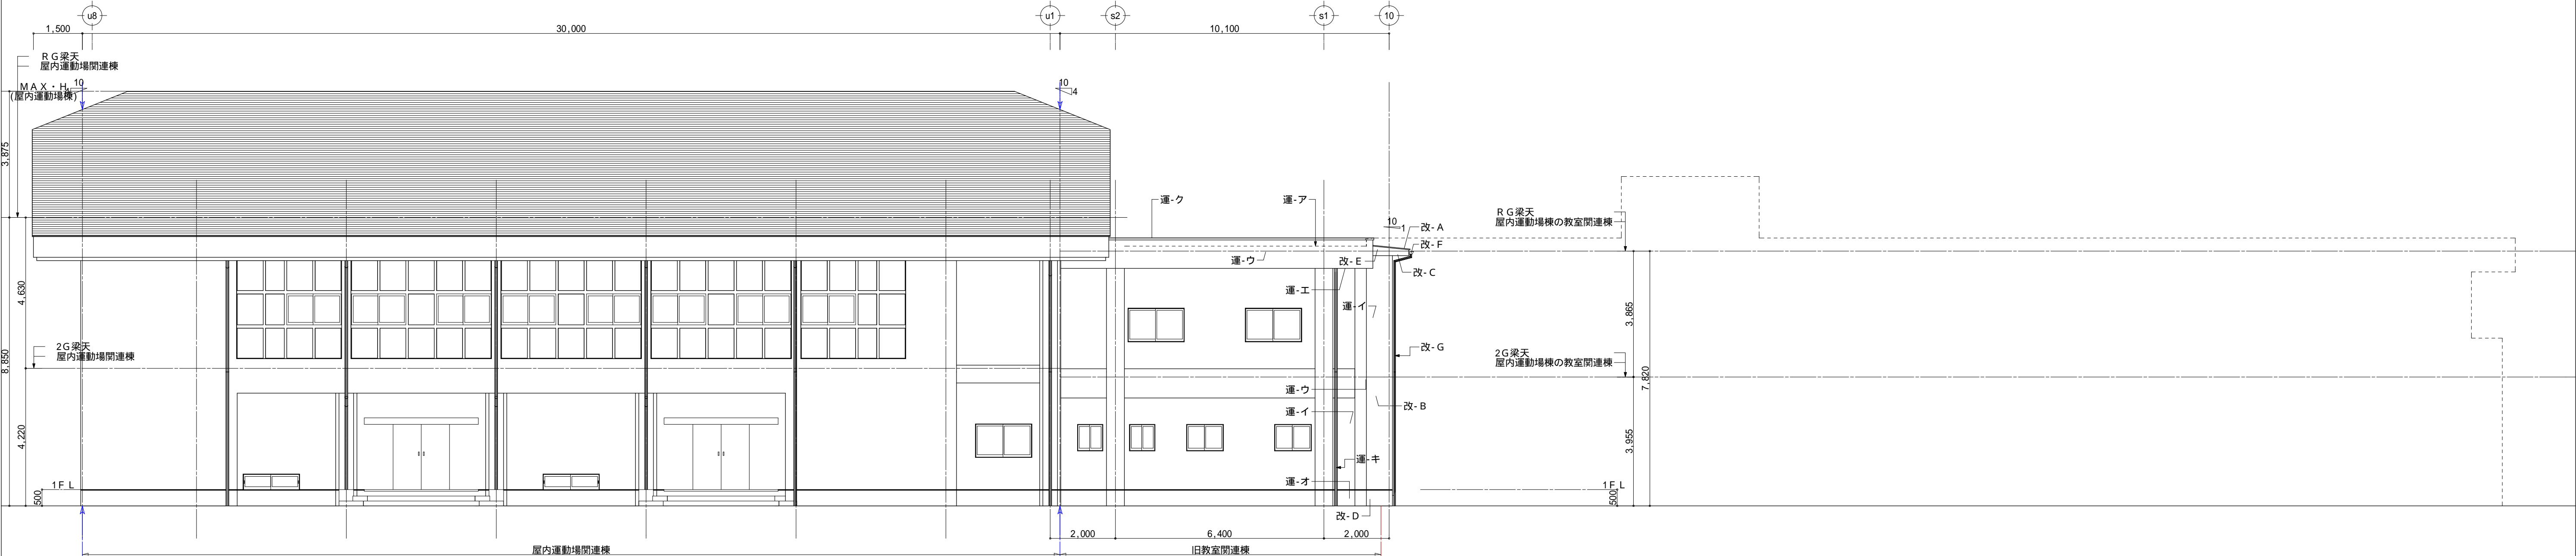 u8
u1
s2
s1
10
1,500
30,000
10,100
ＲＧ梁天
屋内運動場関連棟
ＭＡＸ・Ｈ
(屋内運動場棟)
10
4
10
4
3,875
運-ク
運-ア
10
1
改-Ａ
改-Ｆ
ＲＧ梁天
屋内運動場棟の教室関連棟
運-ウ
改-Ｅ
改-Ｃ
運-エ
運-イ
4,630
3,865
2Ｇ梁天
屋内運動場関連棟
改-Ｇ
2Ｇ梁天
屋内運動場棟の教室関連棟
8,850
7,820
運-ウ
改-Ｂ
運-イ
4,220
3,955
運-キ
運-オ
1ＦＬ
500
1ＦＬ
500
改-Ｄ
2,000
6,400
2,000
屋内運動場関連棟
旧教室関連棟